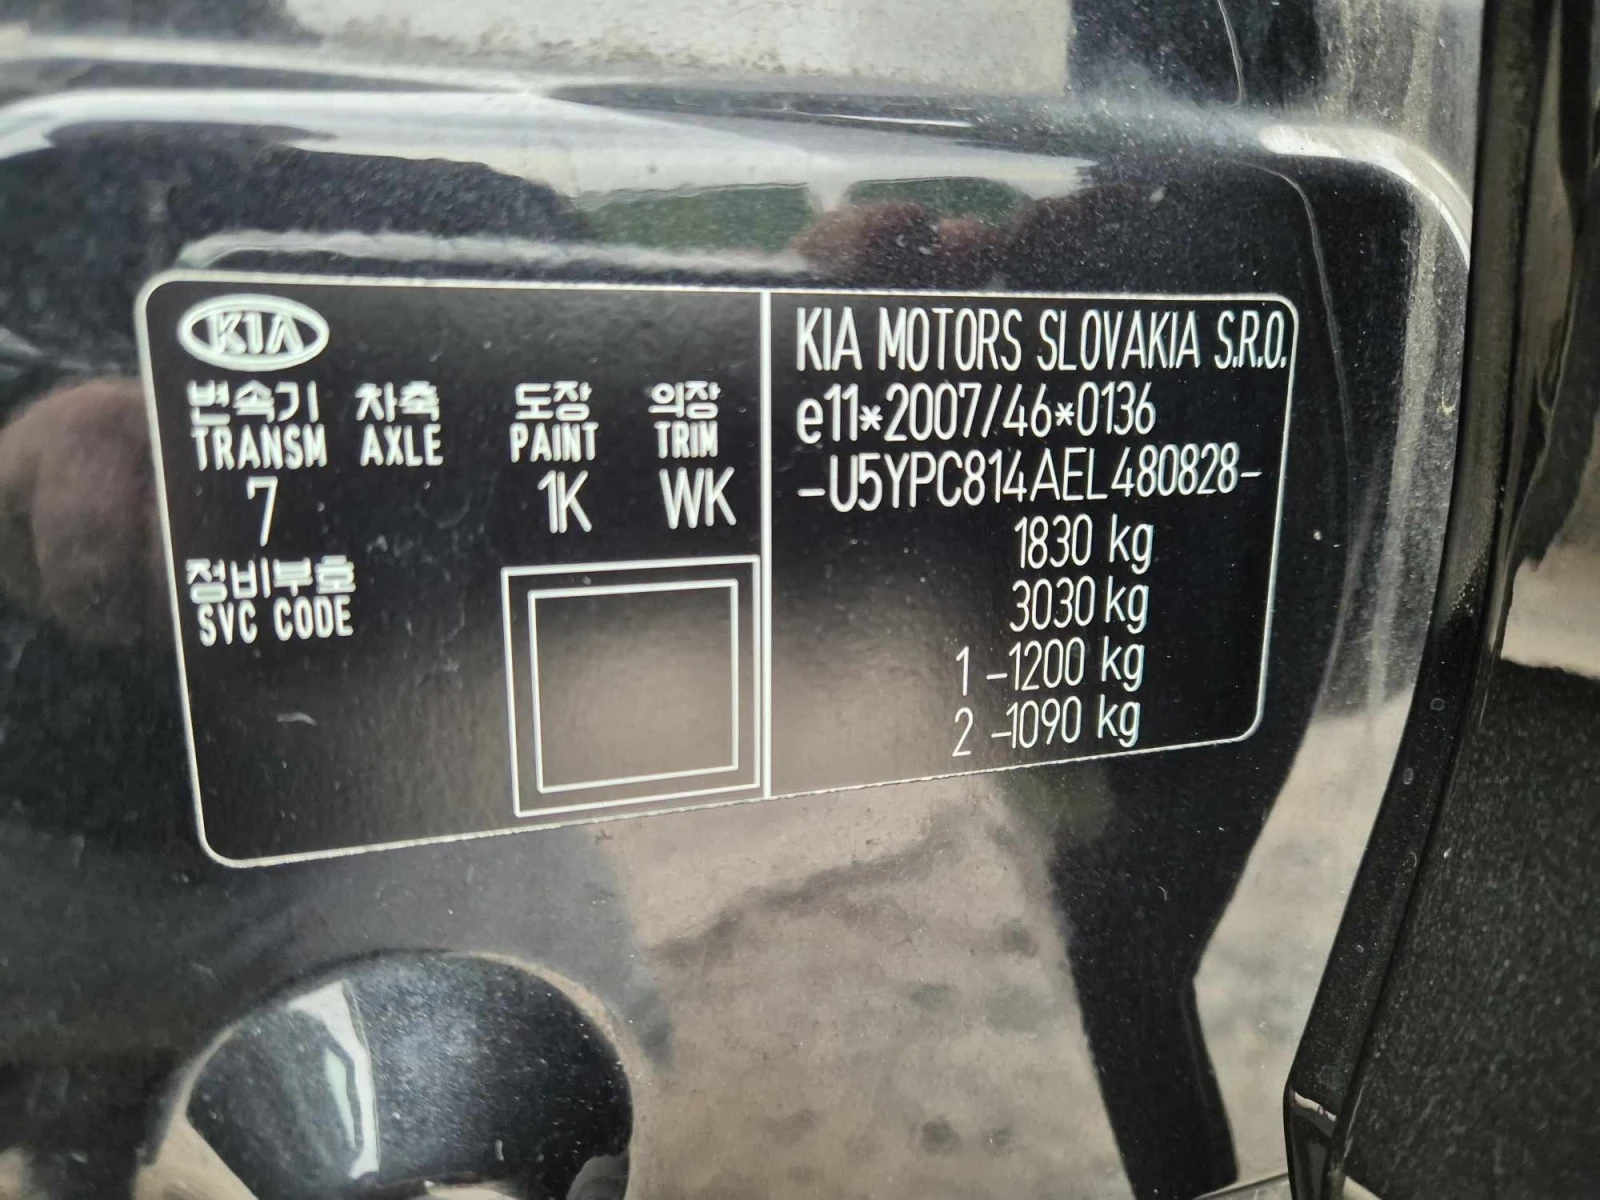 KIA
변속기 차축 도장 의장
TRANSM AXLE PAINT TRIM
7 1K WK
정비부호
SVC CODE
KIA MOTORS SLOVAKIA S.R.O.
e11*2007/46*0136
-U5YPC814AEL480828-
1830 kg
3030 kg
1 -1200 kg
2 -1090 kg